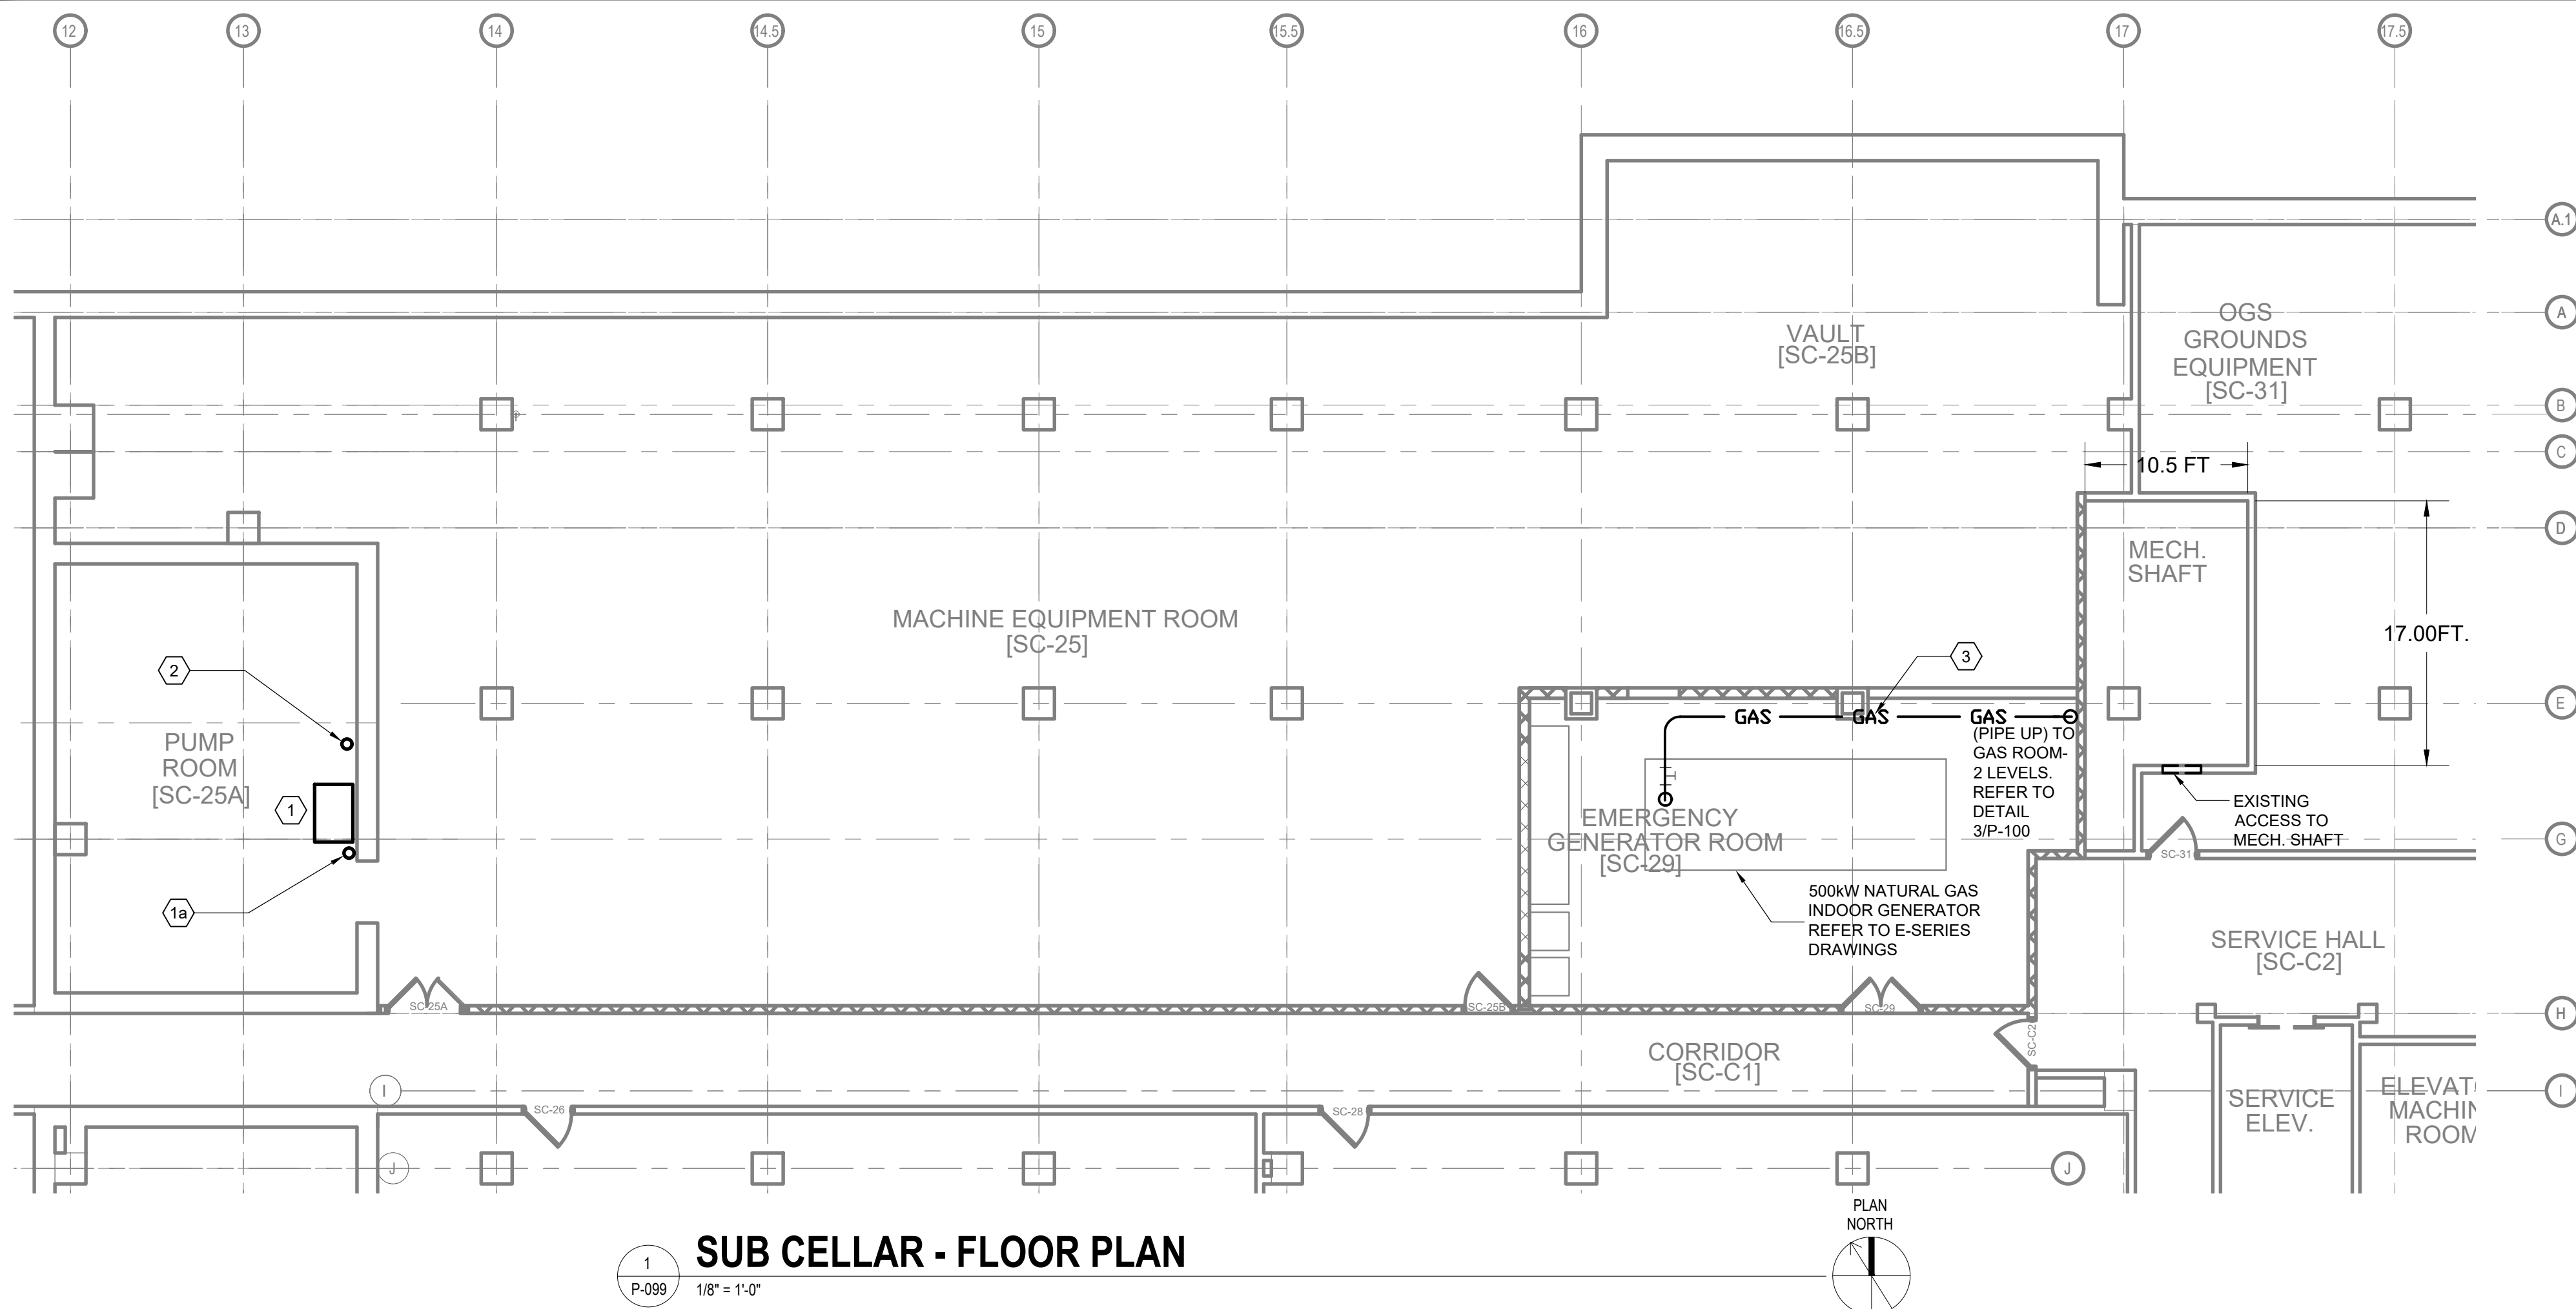 12
13
14
14.5
15
15.5
16
16.5
17
17.5
A.1
A
B
C
D
E
G
H
I
VAULT
[SC-25B]
OGS
GROUNDS
EQUIPMENT
[SC-31]
10.5 FT
MECH.
SHAFT
17.00FT.
MACHINE EQUIPMENT ROOM
[SC-25]
2
3
PUMP
ROOM
[SC-25A]
1
1a
GAS GAS GAS
(PIPE UP) TO
GAS ROOM-
2 LEVELS.
REFER TO
DETAIL
3/P-100
EMERGENCY
GENERATOR ROOM
[SC-29]
EXISTING
ACCESS TO
MECH. SHAFT
SC-31
500kW NATURAL GAS
INDOOR GENERATOR
REFER TO E-SERIES
DRAWINGS
SERVICE HALL
[SC-C2]
SC-25A
SC-25B
SC-29
SC-C2
CORRIDOR
[SC-C1]
I
SC-26
SC-28
SERVICE
ELEV.
ELEVAT
MACHIN
ROOM
J
J
PLAN
NORTH
1
P-099
SUB CELLAR - FLOOR PLAN
1/8" = 1'-0"